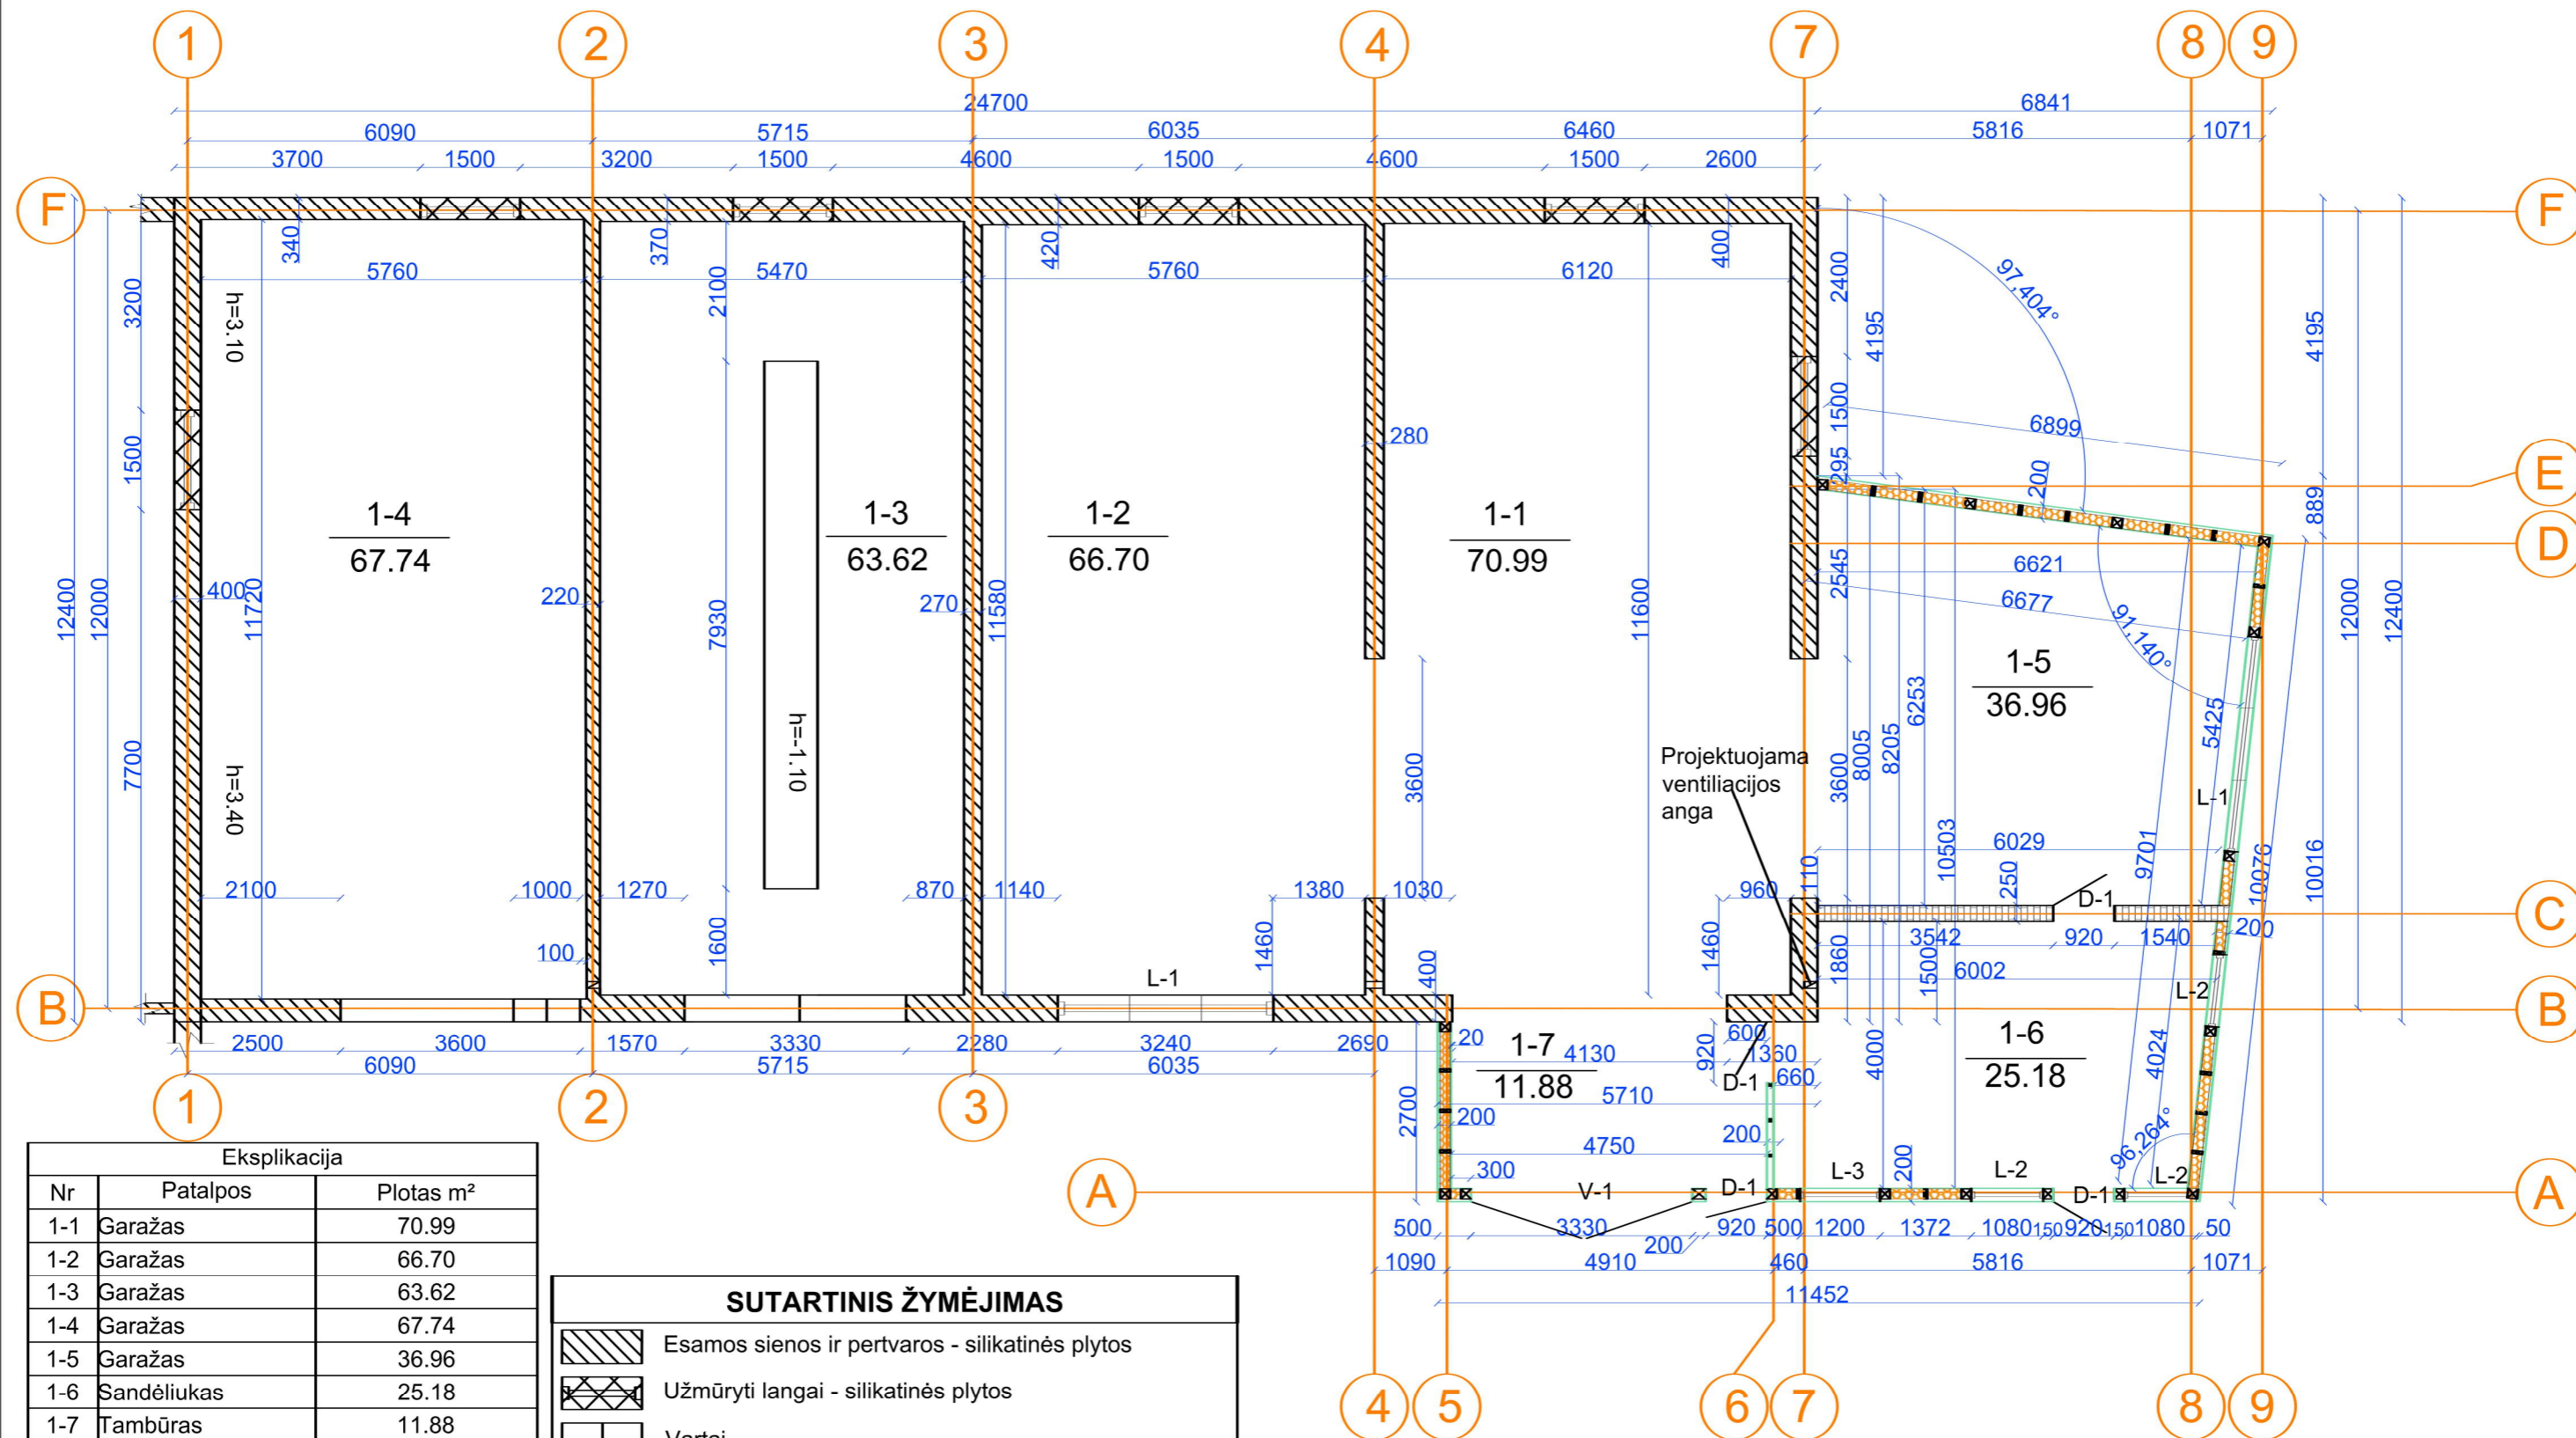 1 2 3 4 7 8 9
24700 6841
6090 5715 6035 6460 5816 1071
3700 1500 3200 1500 4600 1500 4600 1500 2600
F F
340 370 420 400
5760 5470 5760 6120
3200 2100 2400 4195 97,404° 4195
h=3.10
280
1500 1500 6899
295 200
E
889
1-4
67.74
1-3
63.62
1-2
66.70
1-1
70.99
D
12400 12000 400 11720 220 7930 270 11580 11600 2545 6621 12000 12400
6677
91,140°
1-5
36.96
7700
h=3.40
h=-1.10
3600
Projektuojama
ventiliacijos
anga
3600 8005 8205 6253 10503 5425
L-1
6029
9701 10076 10016
2100 1000 1270 870 1140 1380 1030 960 110 250 D-1
C
100 1600 1460 400 1460 1860 3542 920 1540 200
1500 6002
L-1
L-2
B B
2500 3600 1570 3330 2280 3240 2690
6090 5715 6035
20
1-7
11.88
4130
600
1360
920
D-1 660
4000
1-6
25.18
4024
1 2 3
2700
5710
200
4750 200
300
96,264°
A V-1 D-1 L-3 200 L-2 D-1 L-2 A
500 3330 200 920 500 1200 1372 1080 150 920 150 1080 50
1090 4910 460 5816 1071
11452
4 5 6 7 8 9
Eksplikacija
Nr Patalpos Plotas m²
1-1 Garažas 70.99
1-2 Garažas 66.70
1-3 Garažas 63.62
1-4 Garažas 67.74
1-5 Garažas 36.96
1-6 Sandėliukas 25.18
1-7 Tambūras 11.88
SUTARTINIS ŽYMĖJIMAS
Esamos sienos ir pertvaros - silikatinės plytos
Užmūryti langai - silikatinės plytos